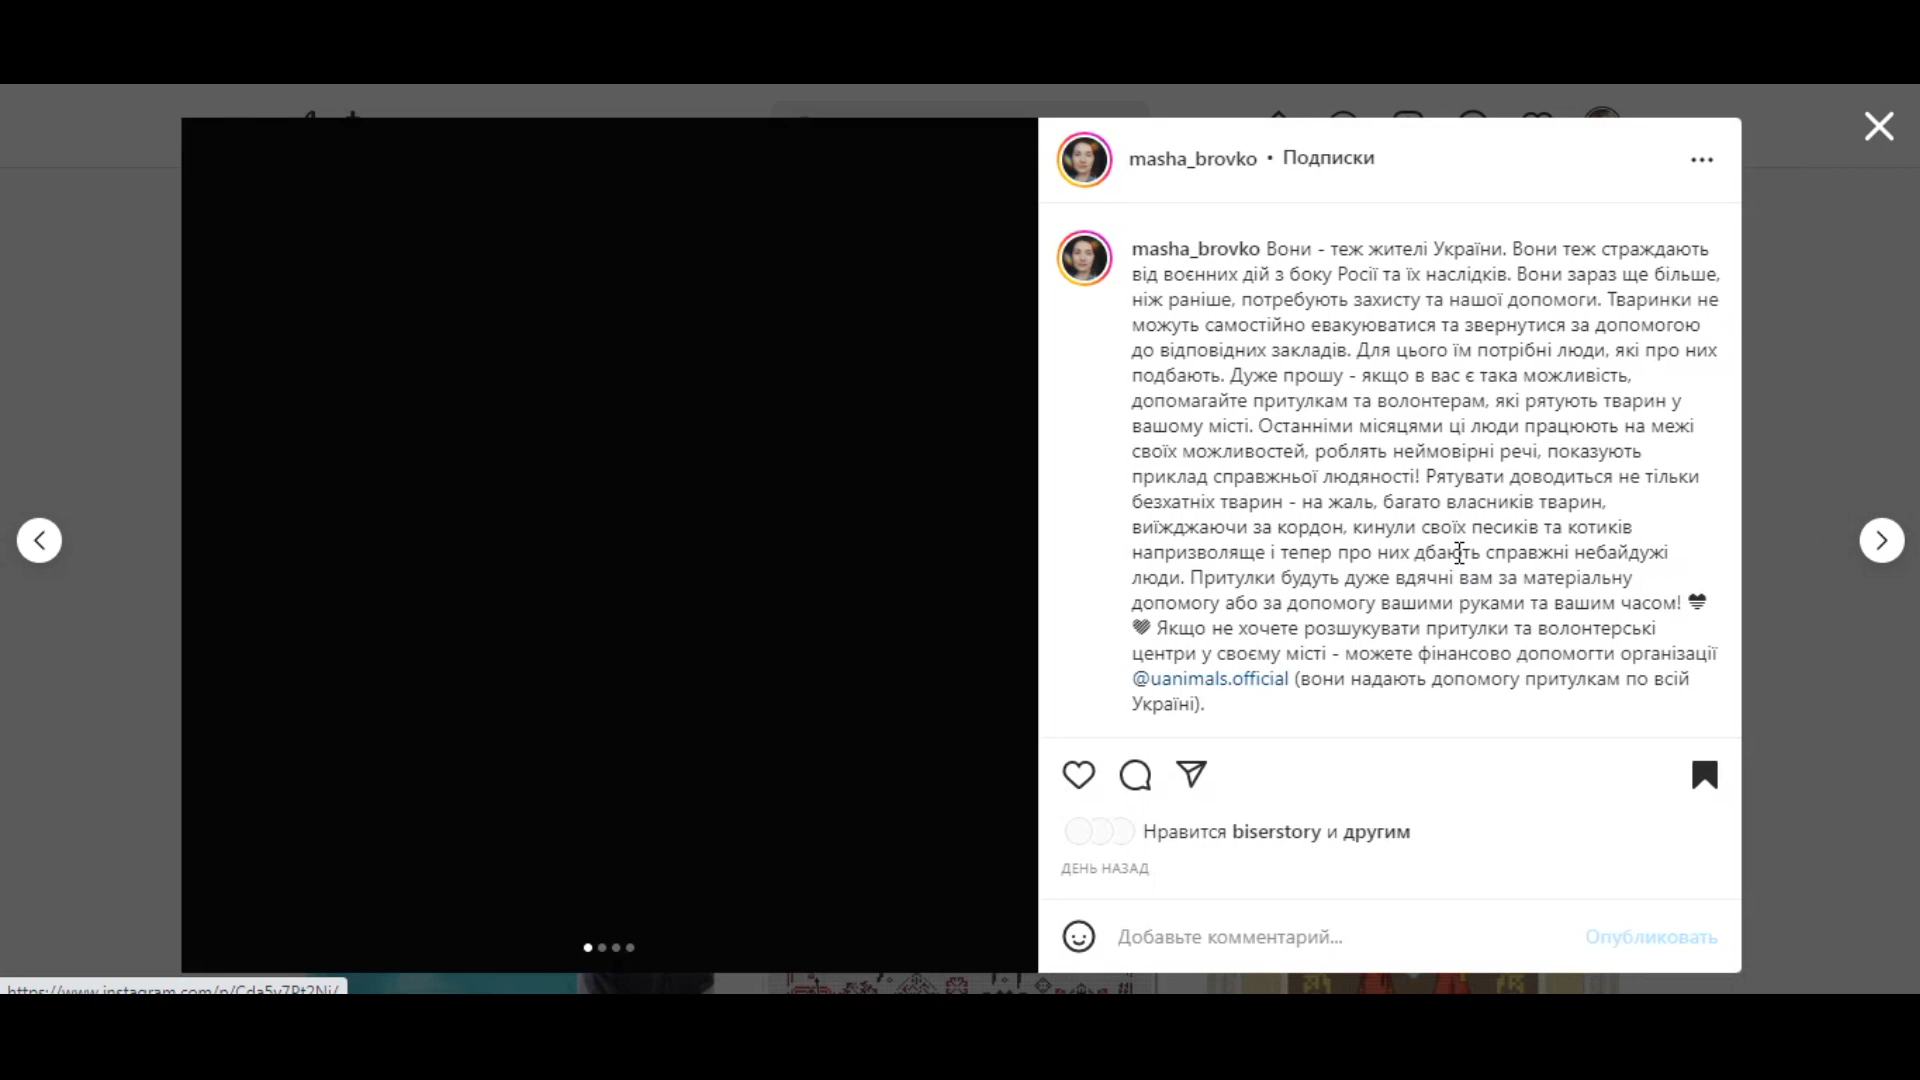 masha_brovko • Подписки
masha_brovko Вони - теж жителі України. Вони теж страждають
від воєнних дій з боку Росії та їх наслідків. Вони зараз ще більше,
ніж раніше, потребують захисту та нашої допомоги. Тваринки не
можуть самостійно евакуюватися та звернутися за допомогою
до відповідних закладів. Для цього їм потрібні люди, які про них
подбають. Дуже прошу - якщо в вас є така можливість,
допомагайте притулкам та волонтерам, які рятують тварин у
вашому місті. Останніми місяцями ці люди працюють на межі
своїх можливостей, роблять неймовірні речі, показують
приклад справжньої людяності! Рятувати доводиться не тільки
безхатніх тварин - на жаль, багато власників тварин,
виїжджаючи за кордон, кинули своїх песиків та котиків
напризволяще і тепер про них дбають справжні небайдужі
люди. Притулки будуть дуже вдячні вам за матеріальну
допомогу або за допомогу вашими руками та вашим часом!
Якщо не хочете розшукувати притулки та волонтерські
центри у своєму місті - можете фінансово допомогти організації
@uanimals.official (вони надають допомогу притулкам по всій
Україні).
Нравится biserstory и другим
ДЕНЬ НАЗАД
Добавьте комментарий...
Опубликовать